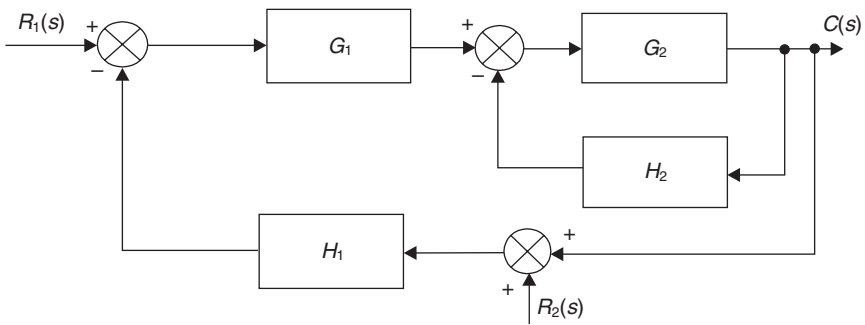 R₁(s)
+
−
G₁
+
−
G₂
C(s)
H₂
H₁
+
+
R₂(s)